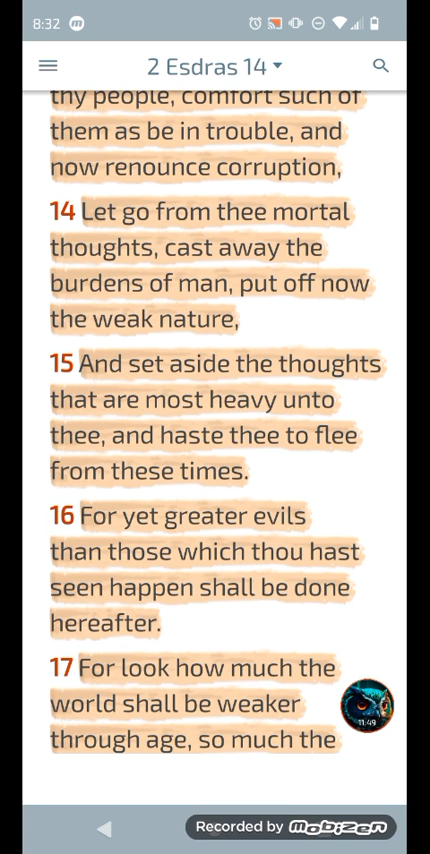 8:32
2 Esdras 14
thy people, comfort such of
them as be in trouble, and
now renounce corruption,
14 Let go from thee mortal
thoughts, cast away the
burdens of man, put off now
the weak nature,
15 And set aside the thoughts
that are most heavy unto
thee, and haste thee to flee
from these times.
16 For yet greater evils
than those which thou hast
seen happen shall be done
hereafter.
17 For look how much the
world shall be weaker
through age, so much the
11:49
Recorded by Mobizen